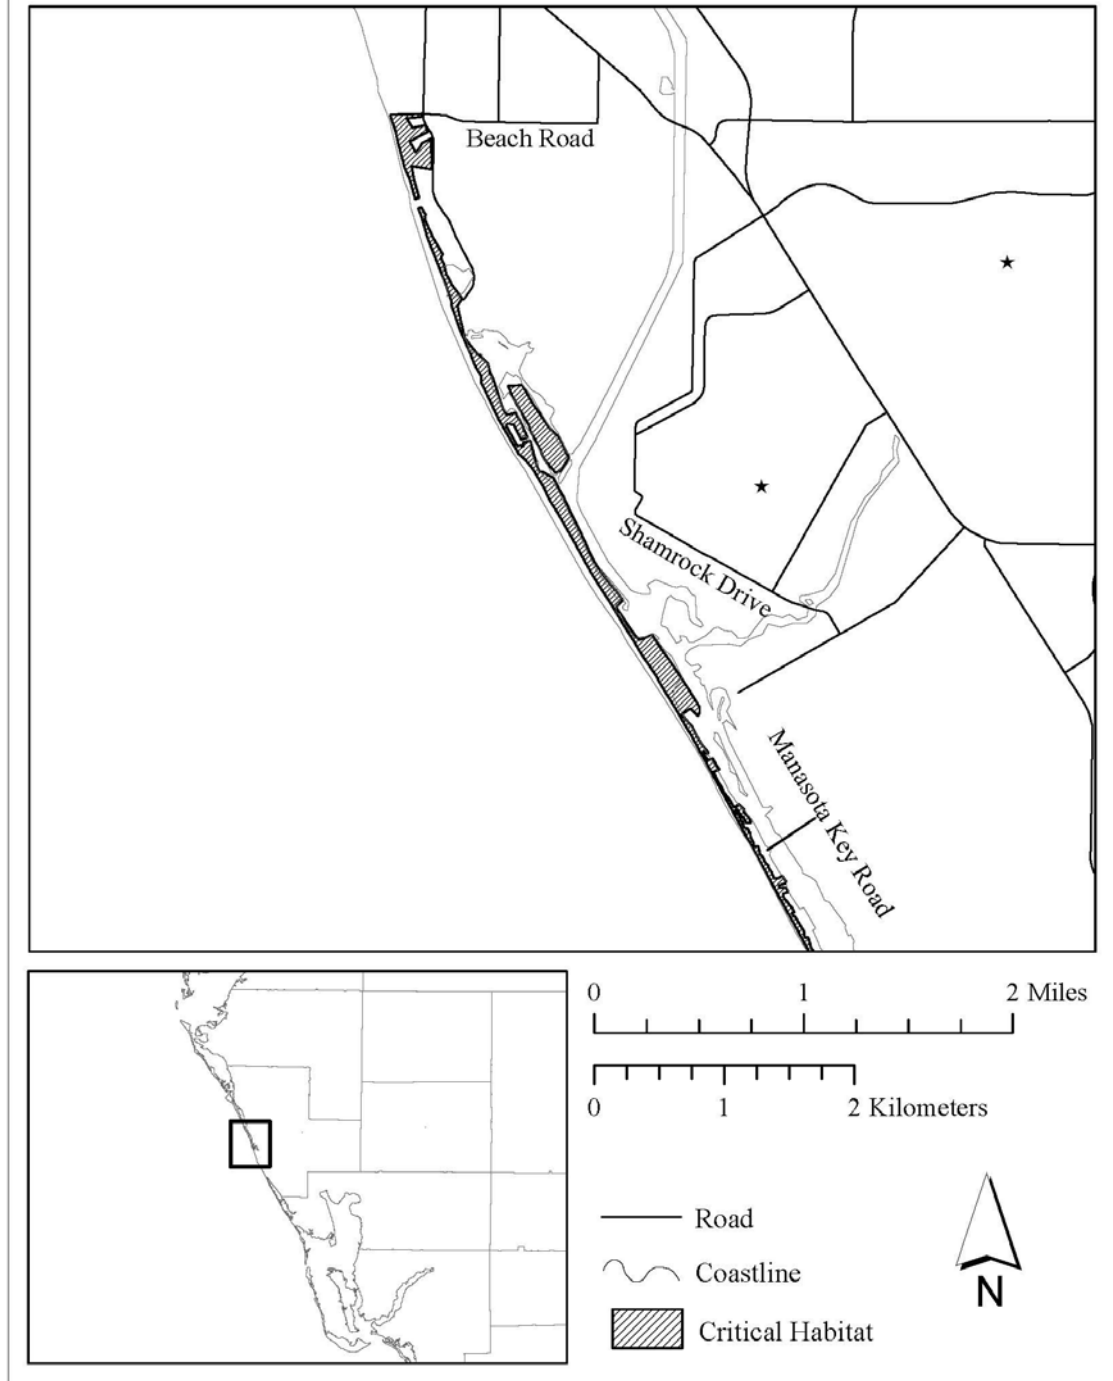 Beach Road
Shamrock Drive
Manasota Key Road
0 1 2 Miles
0 1 2 Kilometers
Road
Coastline
Critical Habitat
N